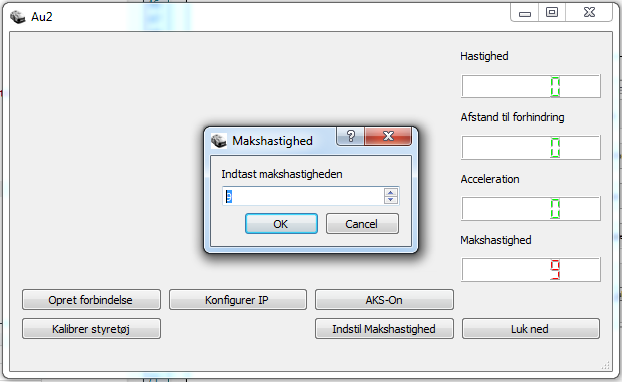 Au2
Hastighed
0
Afstand til forhindring
0
Acceleration
0
Makshastighed
9
Makshastighed
?
Indtast makshastigheden
OK
Cancel
Opret forbindelse
Konfigurer IP
AKS-On
Kalibrer styretøj
Indstil Makshastighed
Luk ned